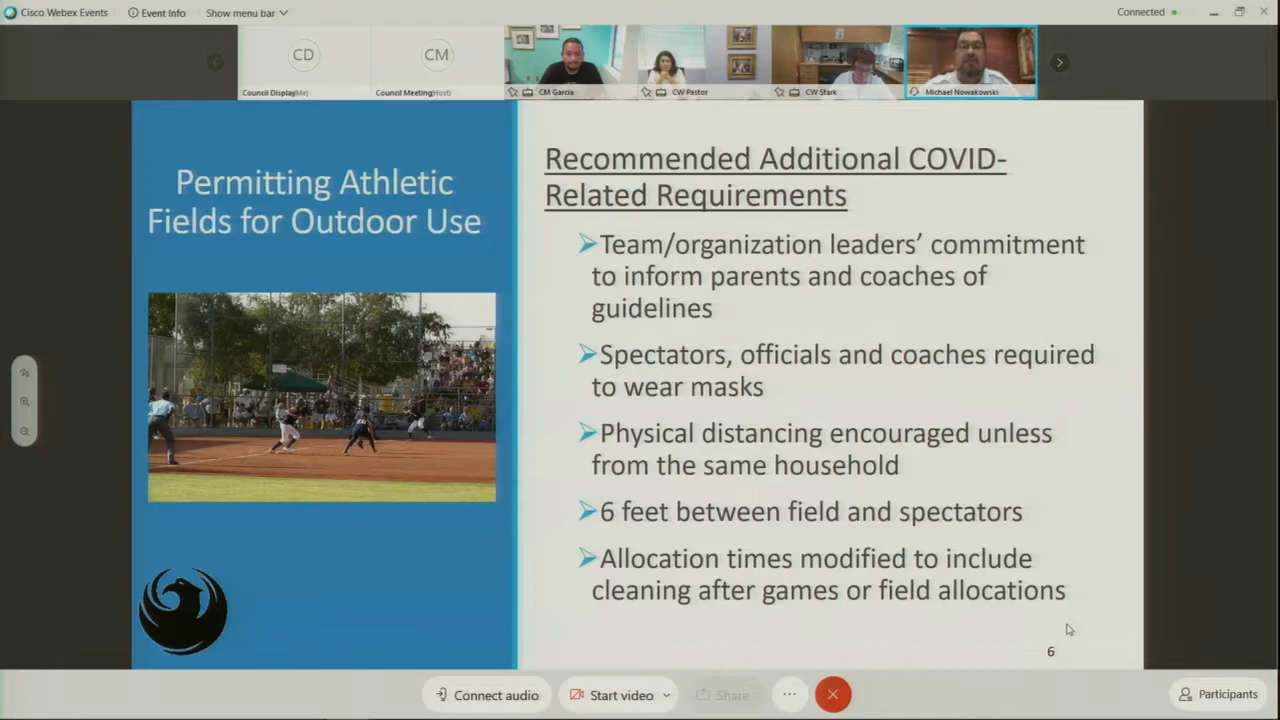 Cisco Webex Events
Event Info
Show menu bar
Connected
CD
CM
Council Display(Me)
Council Meeting(Host)
CM Garcia
CW Pastor
CW Stark
Michael Nowakowski
Permitting Athletic
Fields for Outdoor Use
Recommended Additional COVID-
Related Requirements
Team/organization leaders’ commitment
to inform parents and coaches of
guidelines
Spectators, officials and coaches required
to wear masks
Physical distancing encouraged unless
from the same household
6 feet between field and spectators
Allocation times modified to include
cleaning after games or field allocations
6
Connect audio
Start video
Share
Participants